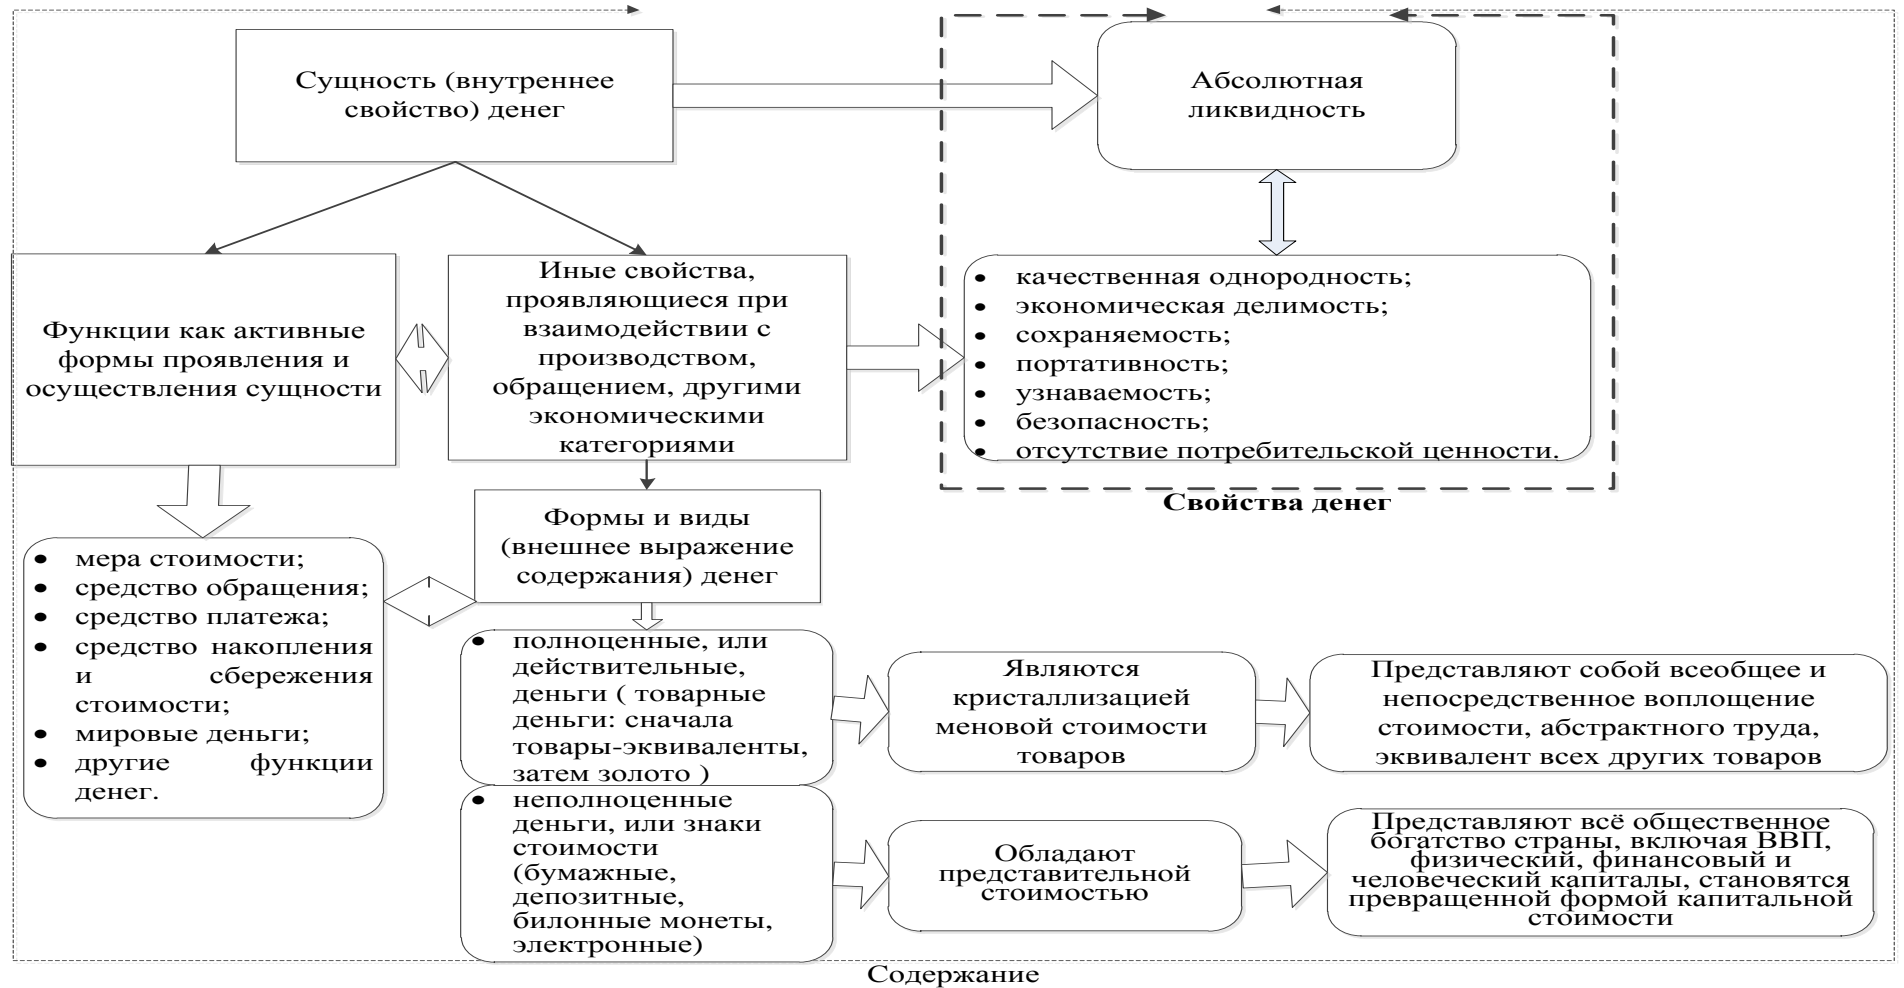 Сущность (внутреннее
свойство) денег
Абсолютная
ликвидность
Функции как активные
формы проявления и
осуществления сущности
Иные свойства,
проявляющиеся при
взаимодействии с
производством,
обращением, другими
экономическими
категориями
• качественная однородность;
• экономическая делимость;
• сохраняемость;
• портативность;
• узнаваемость;
• безопасность;
• отсутствие потребительской ценности.
Свойства денег
Формы и виды
(внешнее выражение
содержания) денег
• мера стоимости;
• средство обращения;
• средство платежа;
• средство накопления
и сбережения
стоимости;
• мировые деньги;
• другие функции
денег.
• полноценные, или
действительные,
деньги ( товарные
деньги: сначала
товары-эквиваленты,
затем золото )
Являются
кристаллизацией
меновой стоимости
товаров
Представляют собой всеобщее и
непосредственное воплощение
стоимости, абстрактного труда,
эквивалент всех других товаров
• неполноценные
деньги, или знаки
стоимости
(бумажные,
депозитные,
билонные монеты,
электронные)
Обладают
представительной
стоимостью
Представляют всё общественное
богатство страны, включая ВВП,
физический, финансовый и
человеческий капиталы, становятся
превращенной формой капитальной
стоимости
Содержание